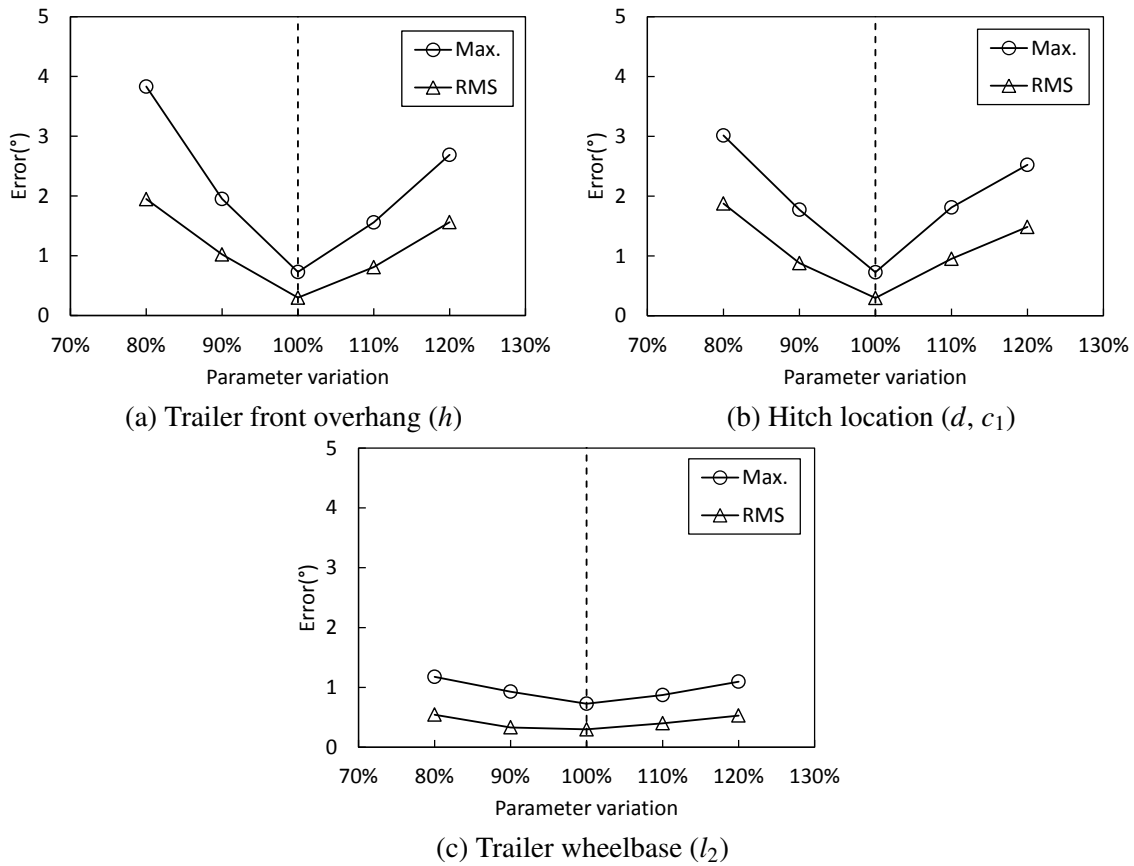 5
4
3
2
1
0
Error(°)
Max.
RMS
70% 80% 90% 100% 110% 120% 130%
Parameter variation
(a) Trailer front overhang (h)
5
4
3
2
1
0
Error(°)
Max.
RMS
70% 80% 90% 100% 110% 120% 130%
Parameter variation
(b) Hitch location (d, c₁)
5
4
3
2
1
0
Error(°)
Max.
RMS
70% 80% 90% 100% 110% 120% 130%
Parameter variation
(c) Trailer wheelbase (l₂)